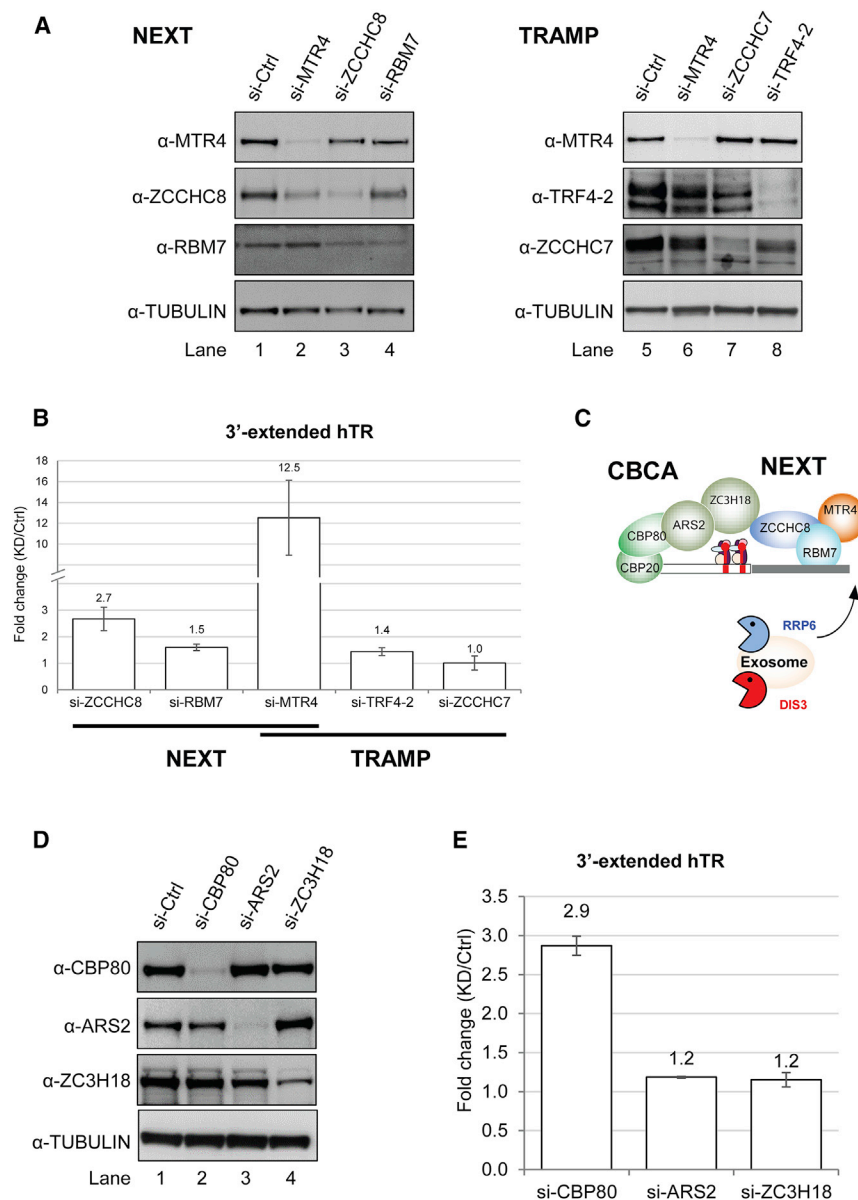 A
NEXT
TRAMP
si-Ctrl
si-MTR4
si-ZCCHC8
si-RBM7
si-Ctrl
si-MTR4
si-ZCCHC7
si-TRF4-2
α-MTR4
α-ZCCHC8
α-RBM7
α-TUBULIN
Lane 1 2 3 4
α-MTR4
α-TRF4-2
α-ZCCHC7
α-TUBULIN
Lane 5 6 7 8
B
3'-extended hTR
Fold change (KD/Ctrl)
18
16
14
12
10
3
2
1
0
2.7
1.5
12.5
1.4
1.0
si-ZCCHC8 si-RBM7 si-MTR4 si-TRF4-2 si-ZCCHC7
NEXT
TRAMP
C
CBCA
NEXT
ZC3H18
ARS2
CBP80
CBP20
ZCCHC8
MTR4
RBM7
RRP6
Exosome
DIS3
D
si-Ctrl
si-CBP80
si-ARS2
si-ZC3H18
α-CBP80
α-ARS2
α-ZC3H18
α-TUBULIN
Lane 1 2 3 4
E
3'-extended hTR
Fold change (KD/Ctrl)
3.5
3.0
2.5
2.0
1.5
1.0
0.5
0.0
2.9
1.2
1.2
si-CBP80 si-ARS2 si-ZC3H18